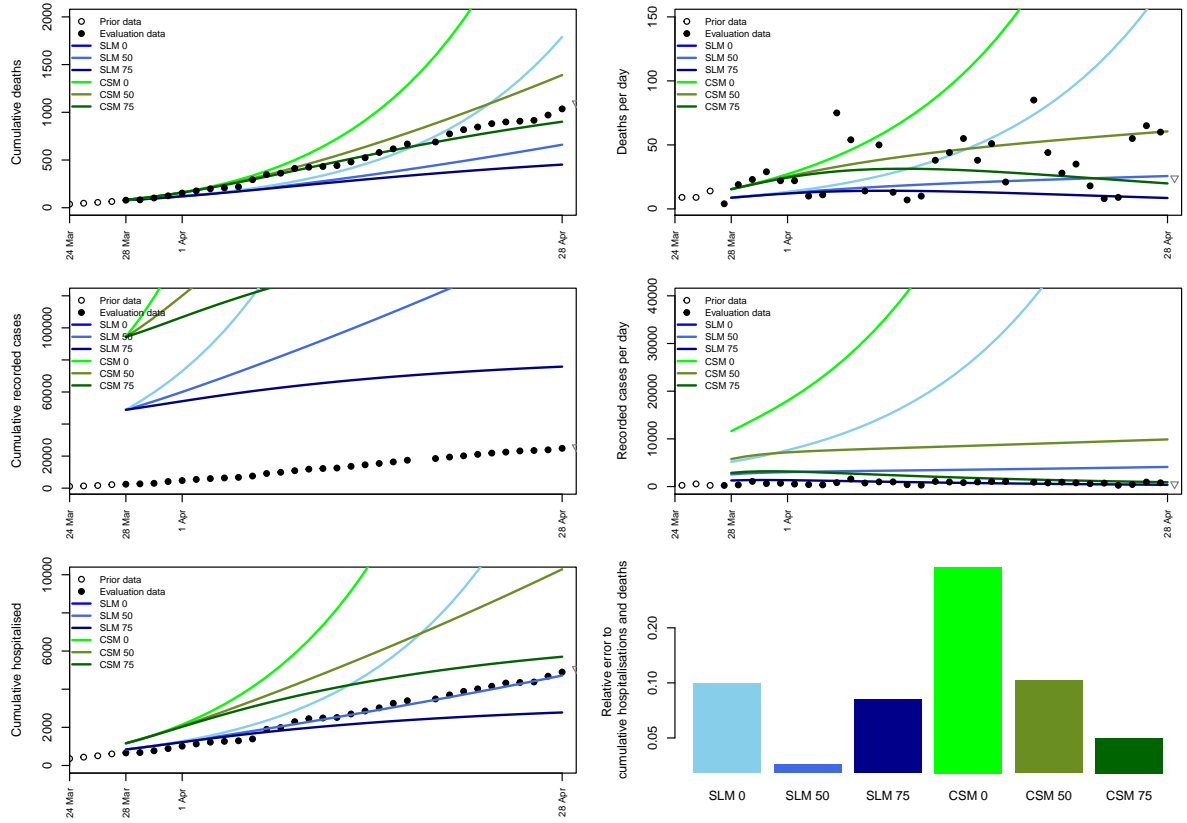 Cumulative deaths
2000
1500
1000
500
0
Prior data
Evaluation data
SLM 0
SLM 50
SLM 75
CSM 0
CSM 50
CSM 75
24 Mar
28 Mar
1 Apr
28 Apr
Deaths per day
150
100
50
0
Prior data
Evaluation data
SLM 0
SLM 50
SLM 75
CSM 0
CSM 50
CSM 75
24 Mar
28 Mar
1 Apr
28 Apr
Cumulative recorded cases
100000
60000
20000
0
Prior data
Evaluation data
SLM 0
SLM 50
SLM 75
CSM 0
CSM 50
CSM 75
24 Mar
28 Mar
1 Apr
28 Apr
Recorded cases per day
40000
30000
20000
10000
0
Prior data
Evaluation data
SLM 0
SLM 50
SLM 75
CSM 0
CSM 50
CSM 75
24 Mar
28 Mar
1 Apr
28 Apr
Cumulative hospitalised
10000
6000
4000
2000
0
Prior data
Evaluation data
SLM 0
SLM 50
SLM 75
CSM 0
CSM 50
CSM 75
24 Mar
28 Mar
1 Apr
28 Apr
Relative error to
cumulative hospitalisations and deaths
0.20
0.10
0.05
SLM 0
SLM 50
SLM 75
CSM 0
CSM 50
CSM 75